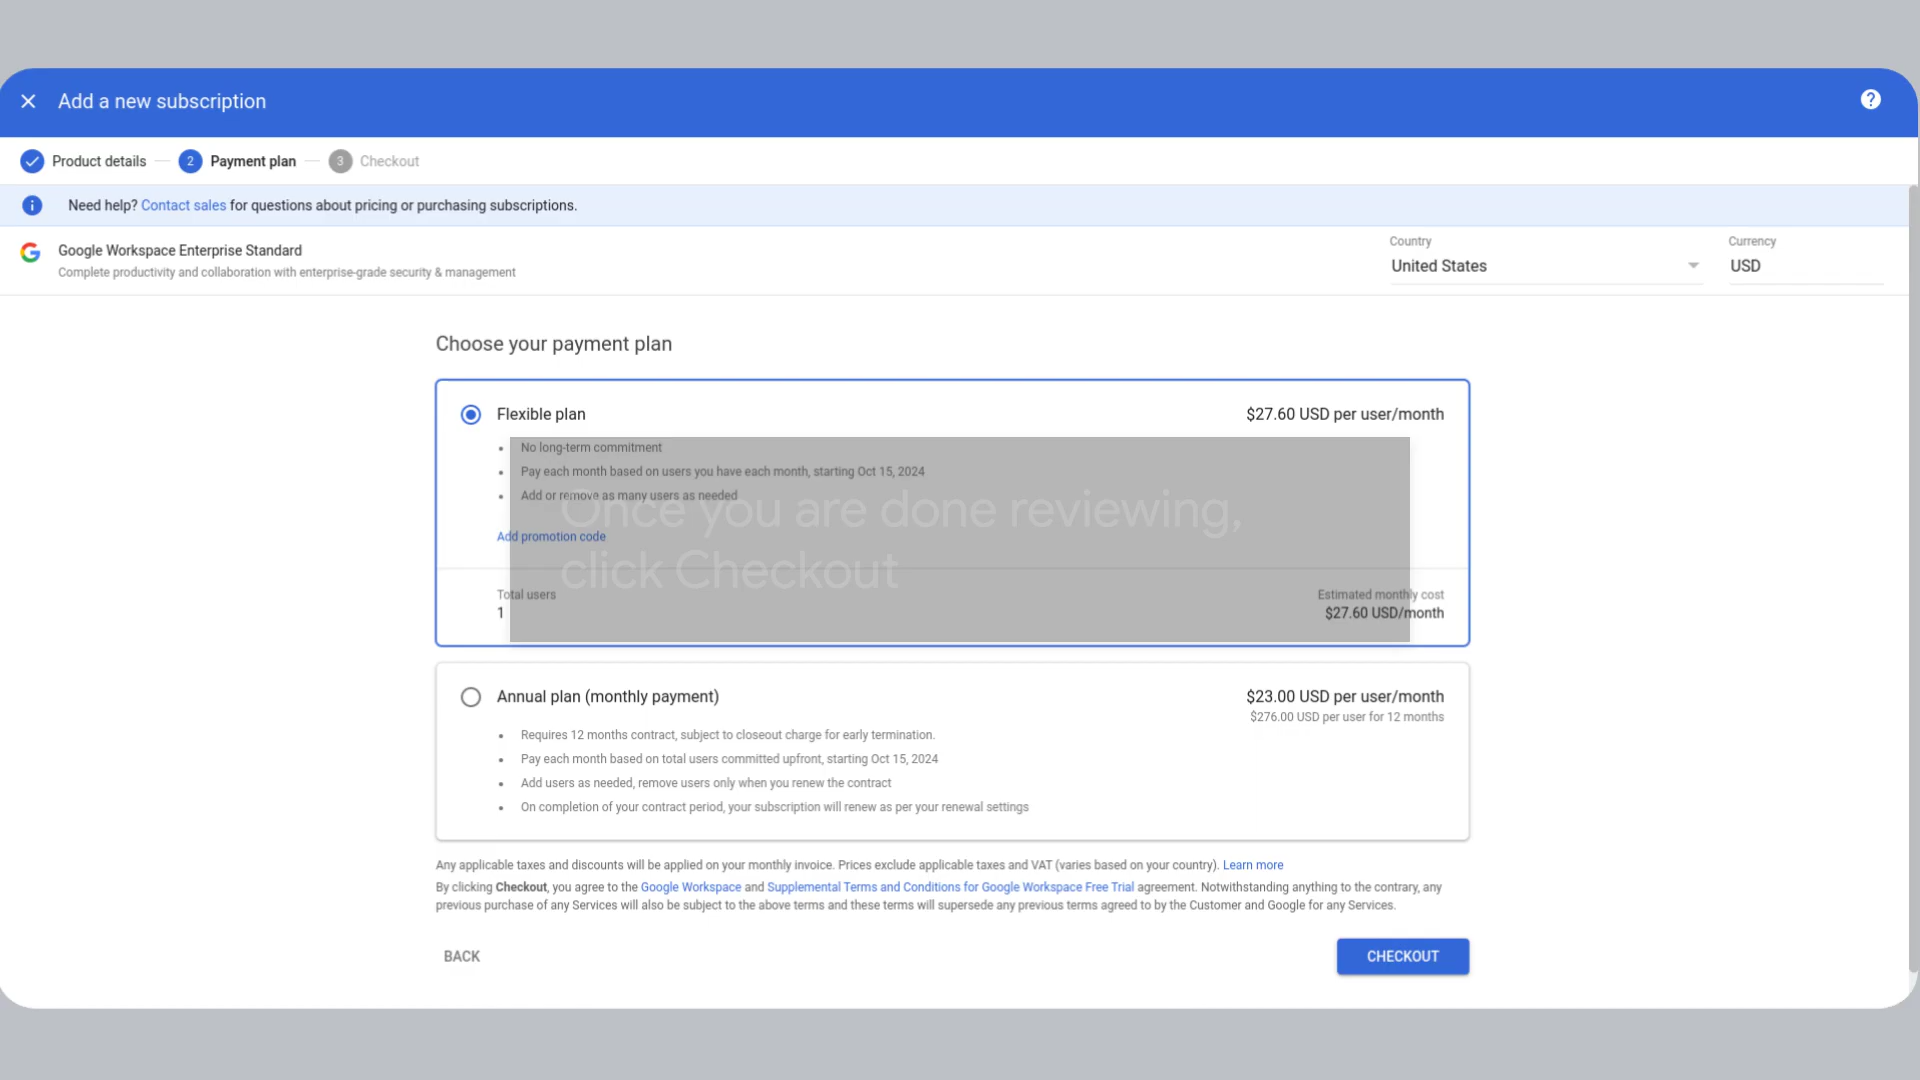 Add a new subscription
?
Product details
2 Payment plan
3 Checkout
Need help? Contact sales for questions about pricing or purchasing subscriptions.
Google Workspace Enterprise Standard
Complete productivity and collaboration with enterprise-grade security & management
Country
United States
Currency
USD
Choose your payment plan
Flexible plan
$27.60 USD per user/month
• No long-term commitment
• Pay each month based on users you have each month, starting Oct 15, 2024
• Add or remove as many users as needed
Once you are done reviewing,
click Checkout
Add promotion code
Total users
1
Estimated monthly cost
$27.60 USD/month
Annual plan (monthly payment)
$23.00 USD per user/month
$276.00 USD per user for 12 months
• Requires 12 months contract, subject to closeout charge for early termination.
• Pay each month based on total users committed upfront, starting Oct 15, 2024
• Add users as needed, remove users only when you renew the contract
• On completion of your contract period, your subscription will renew as per your renewal settings
Any applicable taxes and discounts will be applied on your monthly invoice. Prices exclude applicable taxes and VAT (varies based on your country). Learn more
By clicking Checkout, you agree to the Google Workspace and Supplemental Terms and Conditions for Google Workspace Free Trial agreement. Notwithstanding anything to the contrary, any
previous purchase of any Services will also be subject to the above terms and these terms will supersede any previous terms agreed to by the Customer and Google for any Services.
BACK
CHECKOUT